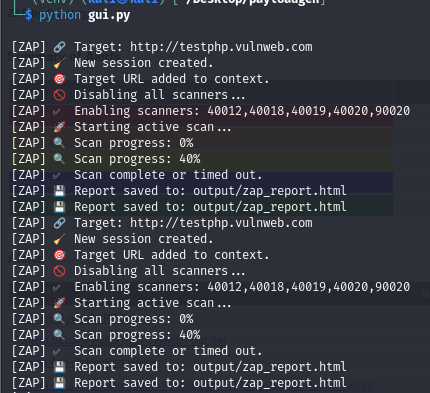 (venv) (kali㉿kali) [~/Desktop/payloadgen]
$ python gui.py
[ZAP] 🔗 Target: http://testphp.vulnweb.com
[ZAP] 🧹 New session created.
[ZAP] 🎯 Target URL added to context.
[ZAP] 🚫 Disabling all scanners...
[ZAP] ✅ Enabling scanners: 40012,40018,40019,40020,90020
[ZAP] 🚀 Starting active scan...
[ZAP] 🔍 Scan progress: 0%
[ZAP] 🔍 Scan progress: 40%
[ZAP] ✅ Scan complete or timed out.
[ZAP] 💾 Report saved to: output/zap_report.html
[ZAP] 💾 Report saved to: output/zap_report.html
[ZAP] 🔗 Target: http://testphp.vulnweb.com
[ZAP] 🧹 New session created.
[ZAP] 🎯 Target URL added to context.
[ZAP] 🚫 Disabling all scanners...
[ZAP] ✅ Enabling scanners: 40012,40018,40019,40020,90020
[ZAP] 🚀 Starting active scan...
[ZAP] 🔍 Scan progress: 0%
[ZAP] 🔍 Scan progress: 40%
[ZAP] ✅ Scan complete or timed out.
[ZAP] 💾 Report saved to: output/zap_report.html
[ZAP] 💾 Report saved to: output/zap_report.html